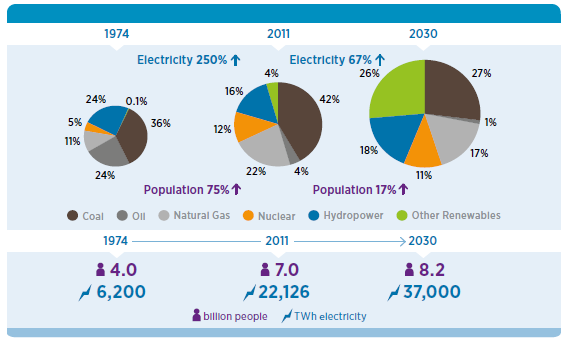 1974 2011 2030
Electricity 250% Electricity 67%
4% 26% 27%
24% 0.1% 16% 42%
5% 36% 12% 1%
11% 18% 17%
24% 22% 4% 11%
Population 75% Population 17%
Coal Oil Natural Gas Nuclear Hydropower Other Renewables
1974 2011 2030
4.0 7.0 8.2
6,200 22,126 37,000
billion people TWh electricity